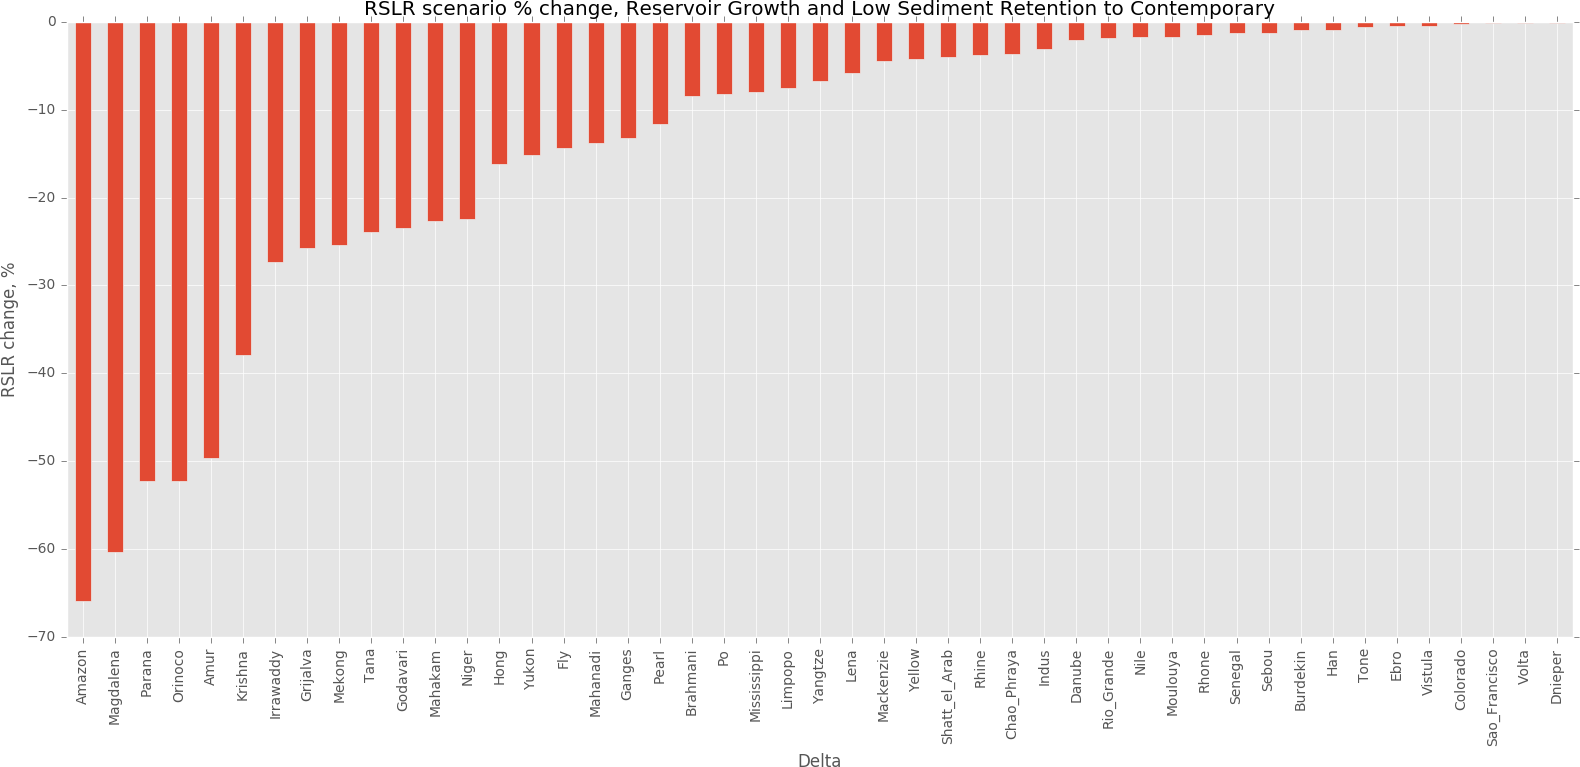 RSLR scenario % change, Reservoir Growth and Low Sediment Retention to Contemporary
0
−10
−20
−30
−40
−50
−60
−70
RSLR change, %
Amazon
Magdalena
Parana
Orinoco
Amur
Krishna
Irrawaddy
Grijalva
Mekong
Tana
Godavari
Mahakam
Niger
Hong
Yukon
Fly
Mahanadi
Ganges
Pearl
Brahmani
Po
Mississippi
Limpopo
Yangtze
Lena
Mackenzie
Yellow
Shatt_el_Arab
Rhine
Chao_Phraya
Indus
Danube
Rio_Grande
Nile
Moulouya
Rhone
Senegal
Sebou
Burdekin
Han
Tone
Ebro
Vistula
Colorado
Sao_Francisco
Volta
Dnieper
Delta